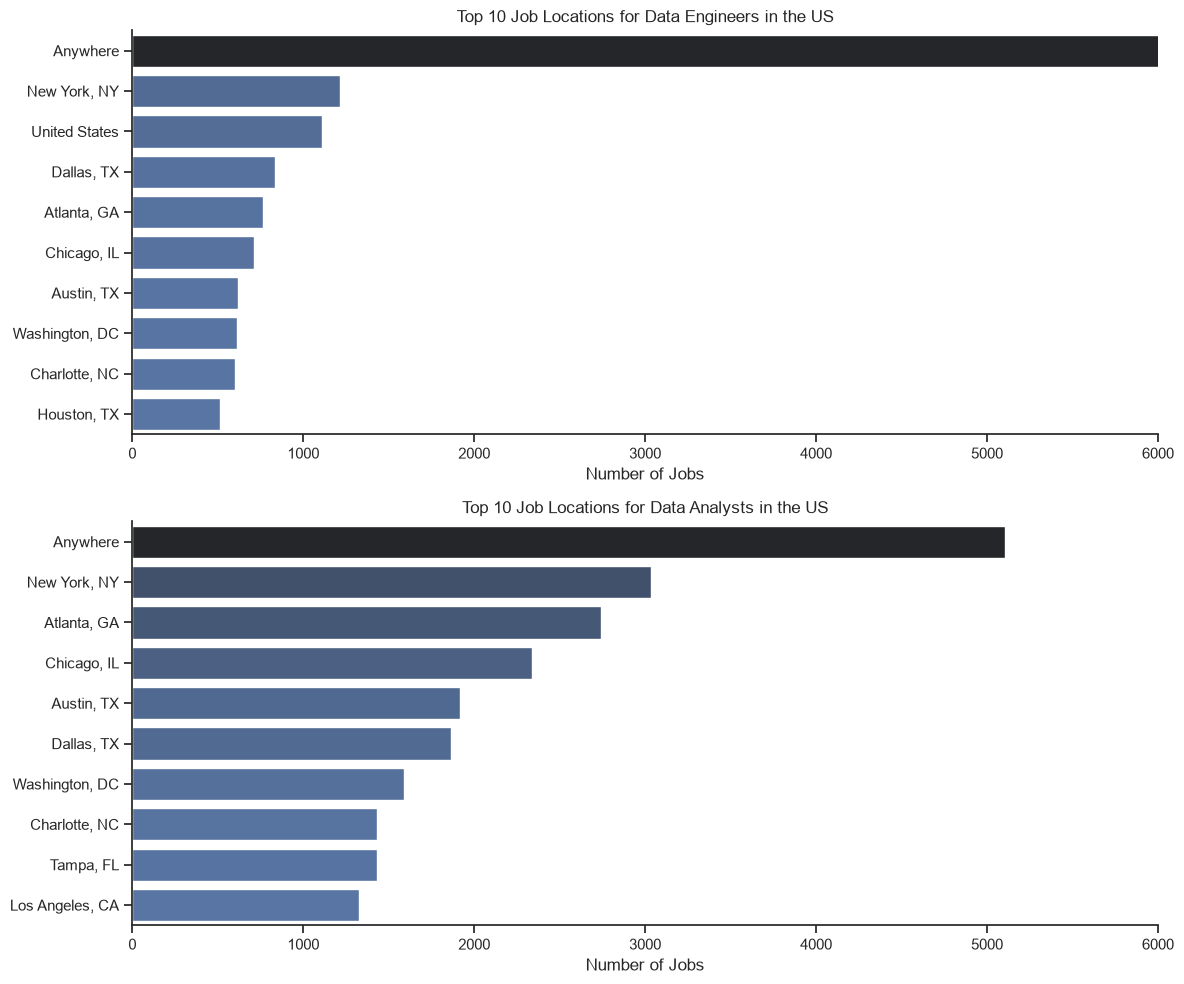 Top 10 Job Locations for Data Engineers in the US
Anywhere
New York, NY
United States
Dallas, TX
Atlanta, GA
Chicago, IL
Austin, TX
Washington, DC
Charlotte, NC
Houston, TX
0 1000 2000 3000 4000 5000 6000
Number of Jobs
Top 10 Job Locations for Data Analysts in the US
Anywhere
New York, NY
Atlanta, GA
Chicago, IL
Austin, TX
Dallas, TX
Washington, DC
Charlotte, NC
Tampa, FL
Los Angeles, CA
0 1000 2000 3000 4000 5000 6000
Number of Jobs